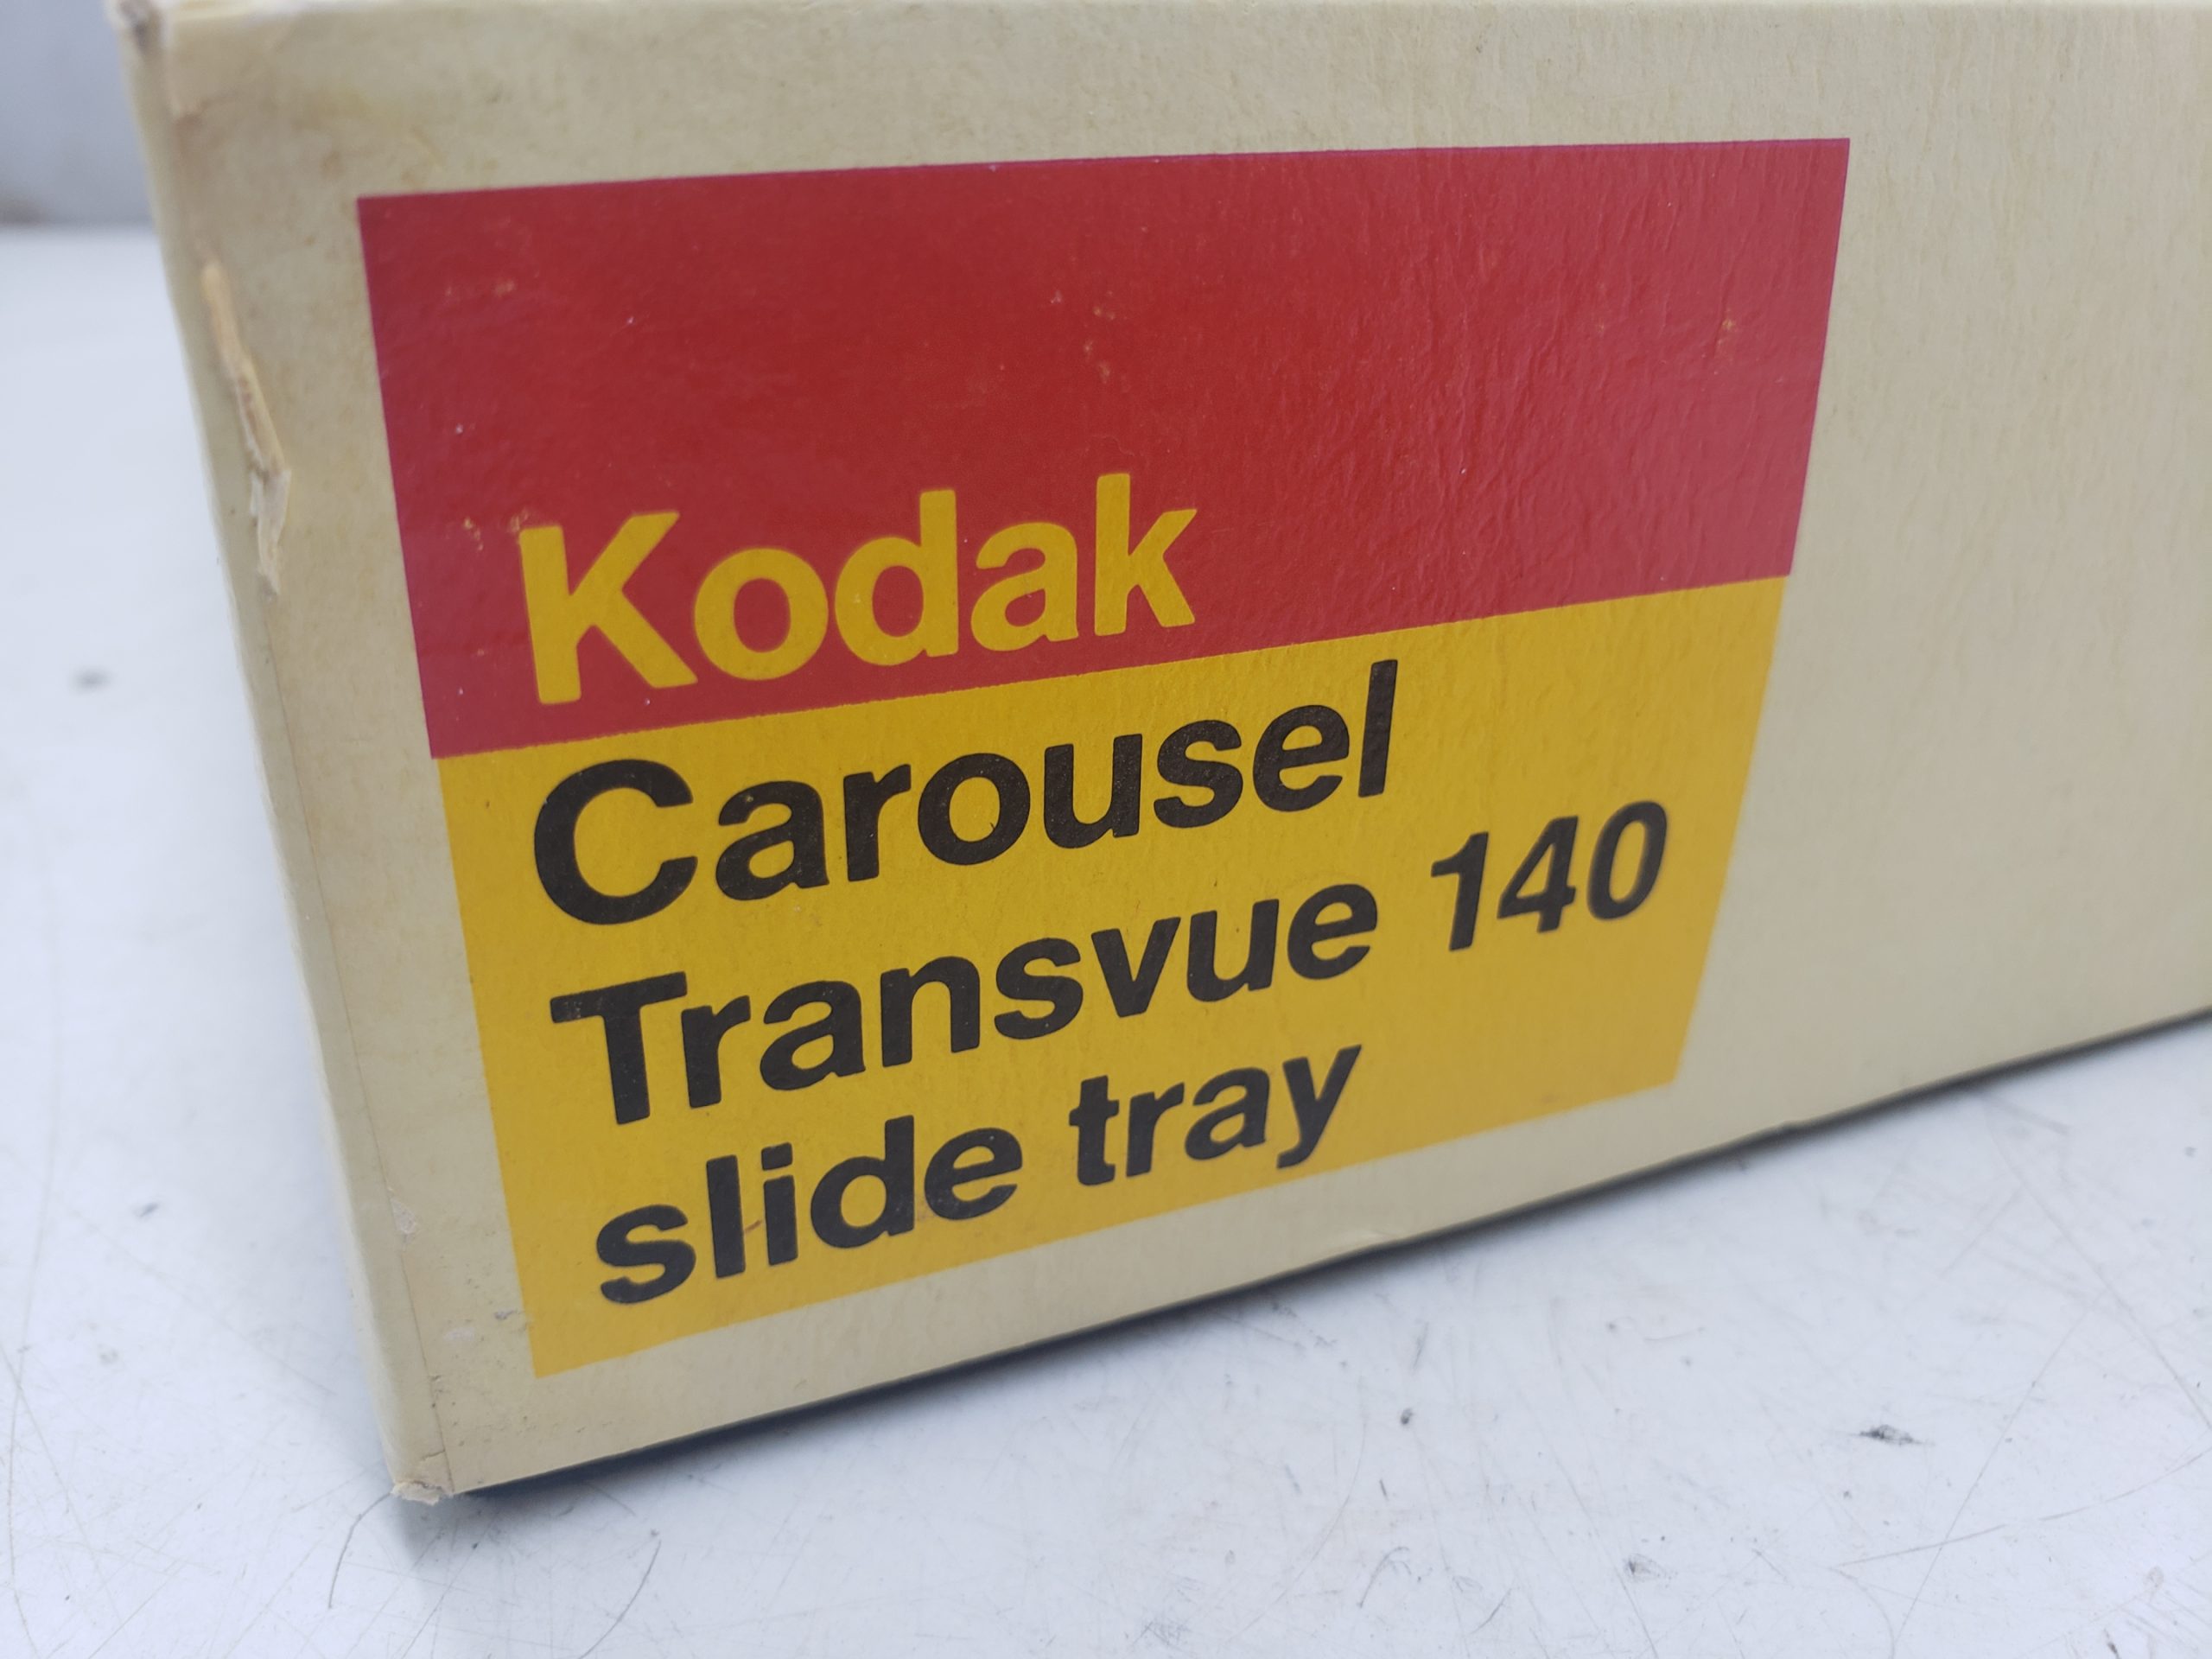 Kodak
Carousel
Transvue 140
slide tray